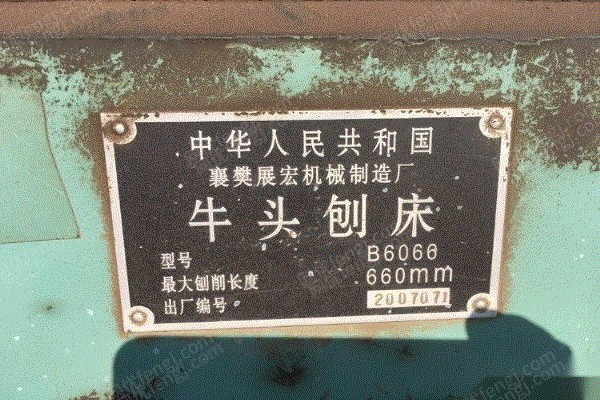 中华人民共和国
襄樊展宏机械制造厂
牛头刨床
型号 B6066
最大刨削长度 660mm
出厂编号 2007071